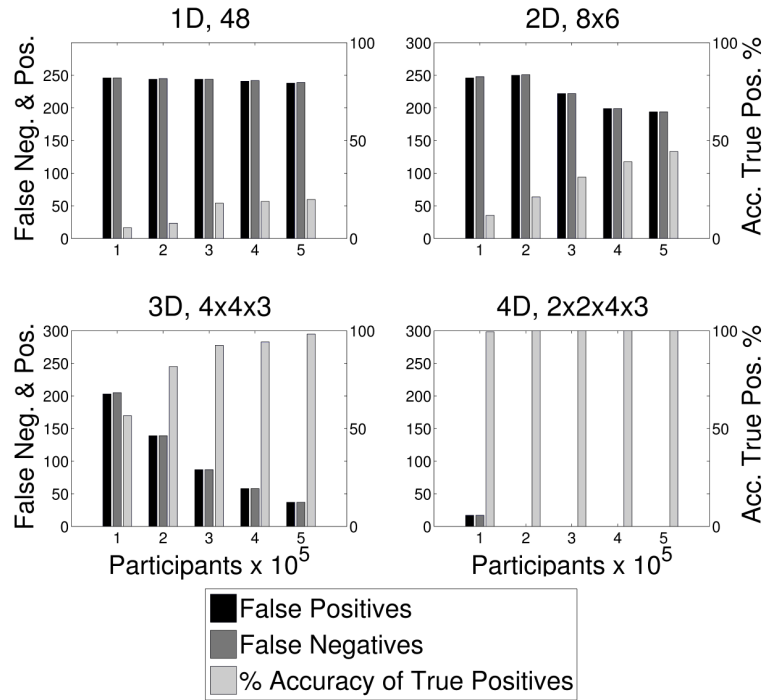 1D, 48
2D, 8x6
False Neg. & Pos.
250
200
150
100
50
0
1 2 3 4 5
100
50
0
300
250
200
150
100
50
0
1 2 3 4 5
100
50
0
Acc. True Pos. %
3D, 4x4x3
4D, 2x2x4x3
False Neg. & Pos.
300
250
200
150
100
50
0
1 2 3 4 5
100
50
0
Participants x 10^5
300
250
200
150
100
50
0
1 2 3 4 5
100
50
0
Participants x 10^5
Acc. True Pos. %
False Positives
False Negatives
% Accuracy of True Positives